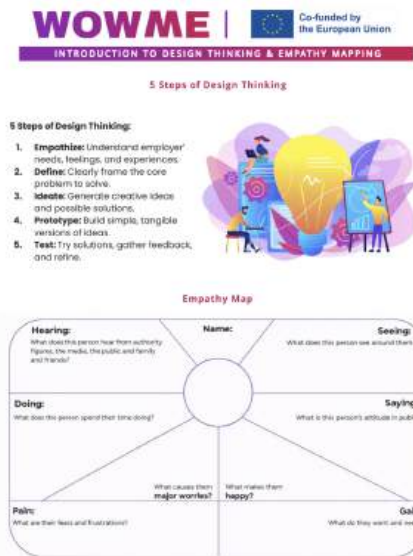 WOWME
Co-funded by
the European Union
INTRODUCTION TO DESIGN THINKING & EMPATHY MAPPING
5 Steps of Design Thinking
5 Steps of Design Thinking:
1. Empathize: Understand employer'
needs, feelings, and experiences.
2. Define: Clearly frame the core
problem to solve.
3. Ideate: Generate creative ideas
and possible solutions.
4. Prototype: Build simple, tangible
versions of ideas.
5. Test: Try solutions, gather feedback,
and refine.
Empathy Map
Hearing:
What does this person hear from authority
figures, the media, the public and family
and friends?
Name:
Seeing:
What does this person see around them
Doing:
What does this person spend their time doing?
Saying
What is this person's attitude in publ
What causes them
major worries?
What makes them
happy?
Pain:
What are their fears and frustrations?
Gai
What do they want and nee